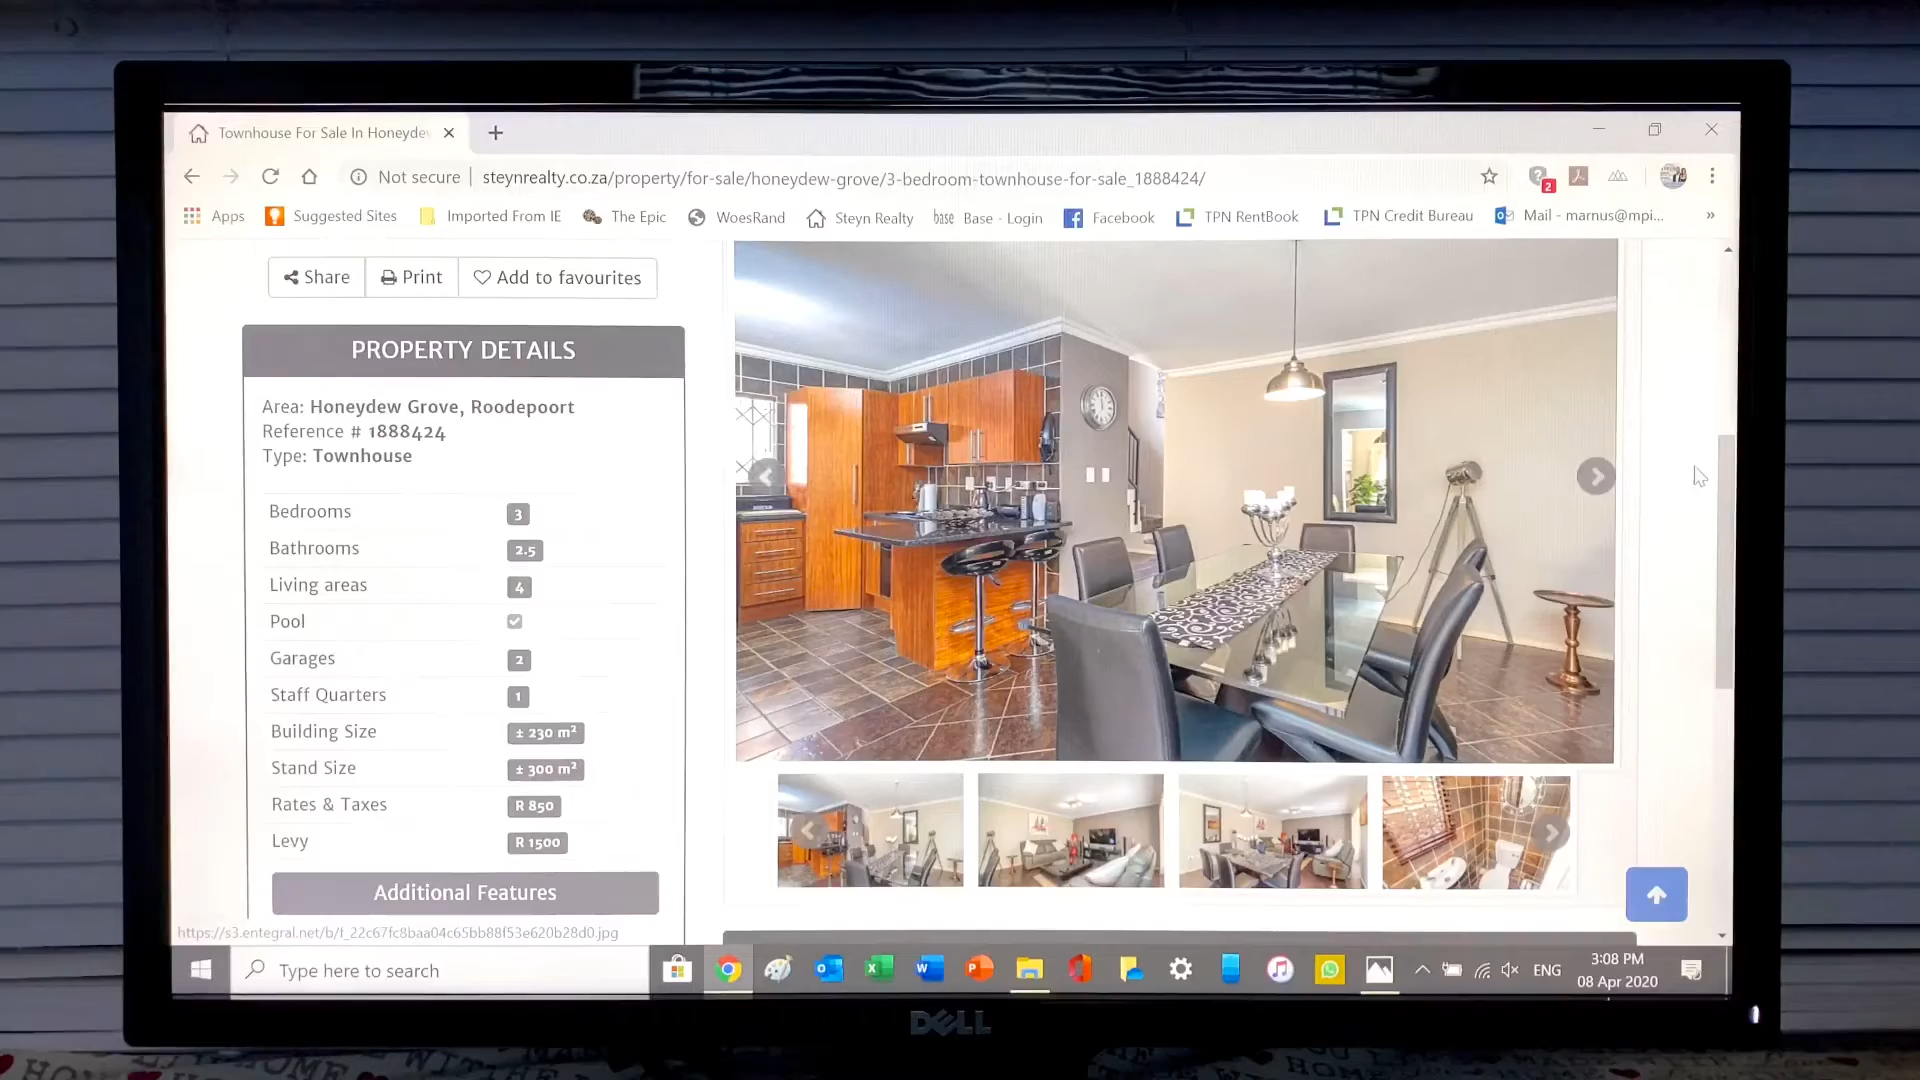 Townhouse For Sale In Honeydew
Not secure
steynrealty.co.za/property/for-sale/honeydew-grove/3-bedroom-townhouse-for-sale_1888424/
2
Apps
Suggested Sites
Imported From IE
The Epic
WoesRand
Steyn Realty
base Base - Login
Facebook
TPN RentBook
TPN Credit Bureau
Mail - marnus@mpi...
»
Share
Print
Add to favourites
PROPERTY DETAILS
Area: Honeydew Grove, Roodepoort
Reference # 1888424
Type: Townhouse
Bedrooms 3
Bathrooms 2.5
Living areas 4
Pool
Garages 2
Staff Quarters 1
Building Size ± 230 m²
Stand Size ± 300 m²
Rates & Taxes R 850
Levy R 1500
Additional Features
https://s3.entegral.net/b/f_22c67fc8baa04c65bb88f53e620b28d0.jpg
Type here to search
ENG
3:08 PM
08 Apr 2020
DELL